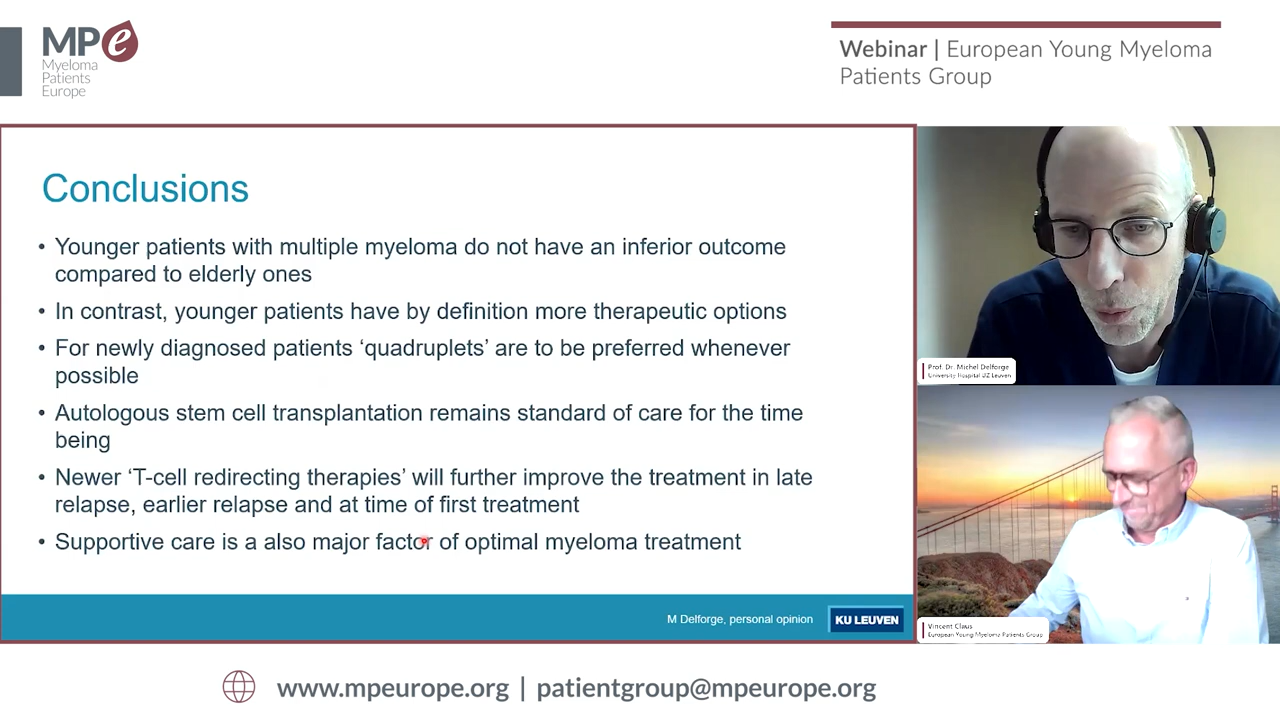 MPe
Myeloma
Patients
Europe
Webinar | European Young Myeloma
Patients Group
Conclusions
• Younger patients with multiple myeloma do not have an inferior outcome
compared to elderly ones
• In contrast, younger patients have by definition more therapeutic options
• For newly diagnosed patients ‘quadruplets’ are to be preferred whenever
possible
• Autologous stem cell transplantation remains standard of care for the time
being
• Newer ‘T-cell redirecting therapies’ will further improve the treatment in late
relapse, earlier relapse and at time of first treatment
• Supportive care is a also major factor of optimal myeloma treatment
M Delforge, personal opinion
KU LEUVEN
Prof. Dr. Michel Delforge
University Hospital UZ Leuven
Vincent Claus
European Young Myeloma Patients Group
www.mpeurope.org | patientgroup@mpeurope.org